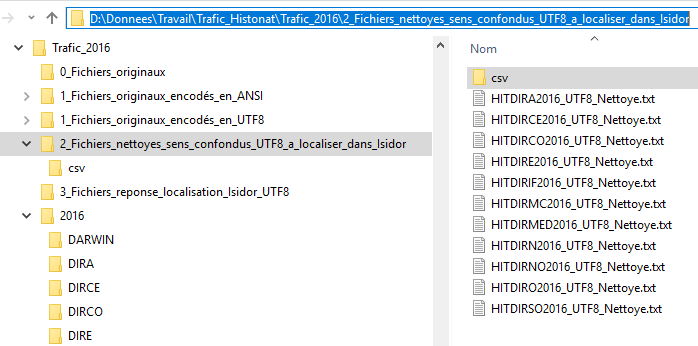 D:\Donnees\Travail\Trafic_Histonat\Trafic_2016\2_Fichiers_nettoyes_sens_confondus_UTF8_a_localiser_dans_Isidor
Trafic_2016
0_Fichiers_originaux
1_Fichiers_originaux_encodés_en_ANSI
1_Fichiers_originaux_encodés_en_UTF8
2_Fichiers_nettoyes_sens_confondus_UTF8_a_localiser_dans_Isidor
csv
3_Fichiers_reponse_localisation_Isidor_UTF8
2016
DARWIN
DIRA
DIRCE
DIRCO
DIRE
Nom
csv
HITDIRA2016_UTF8_Nettoye.txt
HITDIRCE2016_UTF8_Nettoye.txt
HITDIRCO2016_UTF8_Nettoye.txt
HITDIRE2016_UTF8_Nettoye.txt
HITDIRIF2016_UTF8_Nettoye.txt
HITDIRMC2016_UTF8_Nettoye.txt
HITDIRMED2016_UTF8_Nettoye.txt
HITDIRN2016_UTF8_Nettoye.txt
HITDIRNO2016_UTF8_Nettoye.txt
HITDIRO2016_UTF8_Nettoye.txt
HITDIRSO2016_UTF8_Nettoye.txt